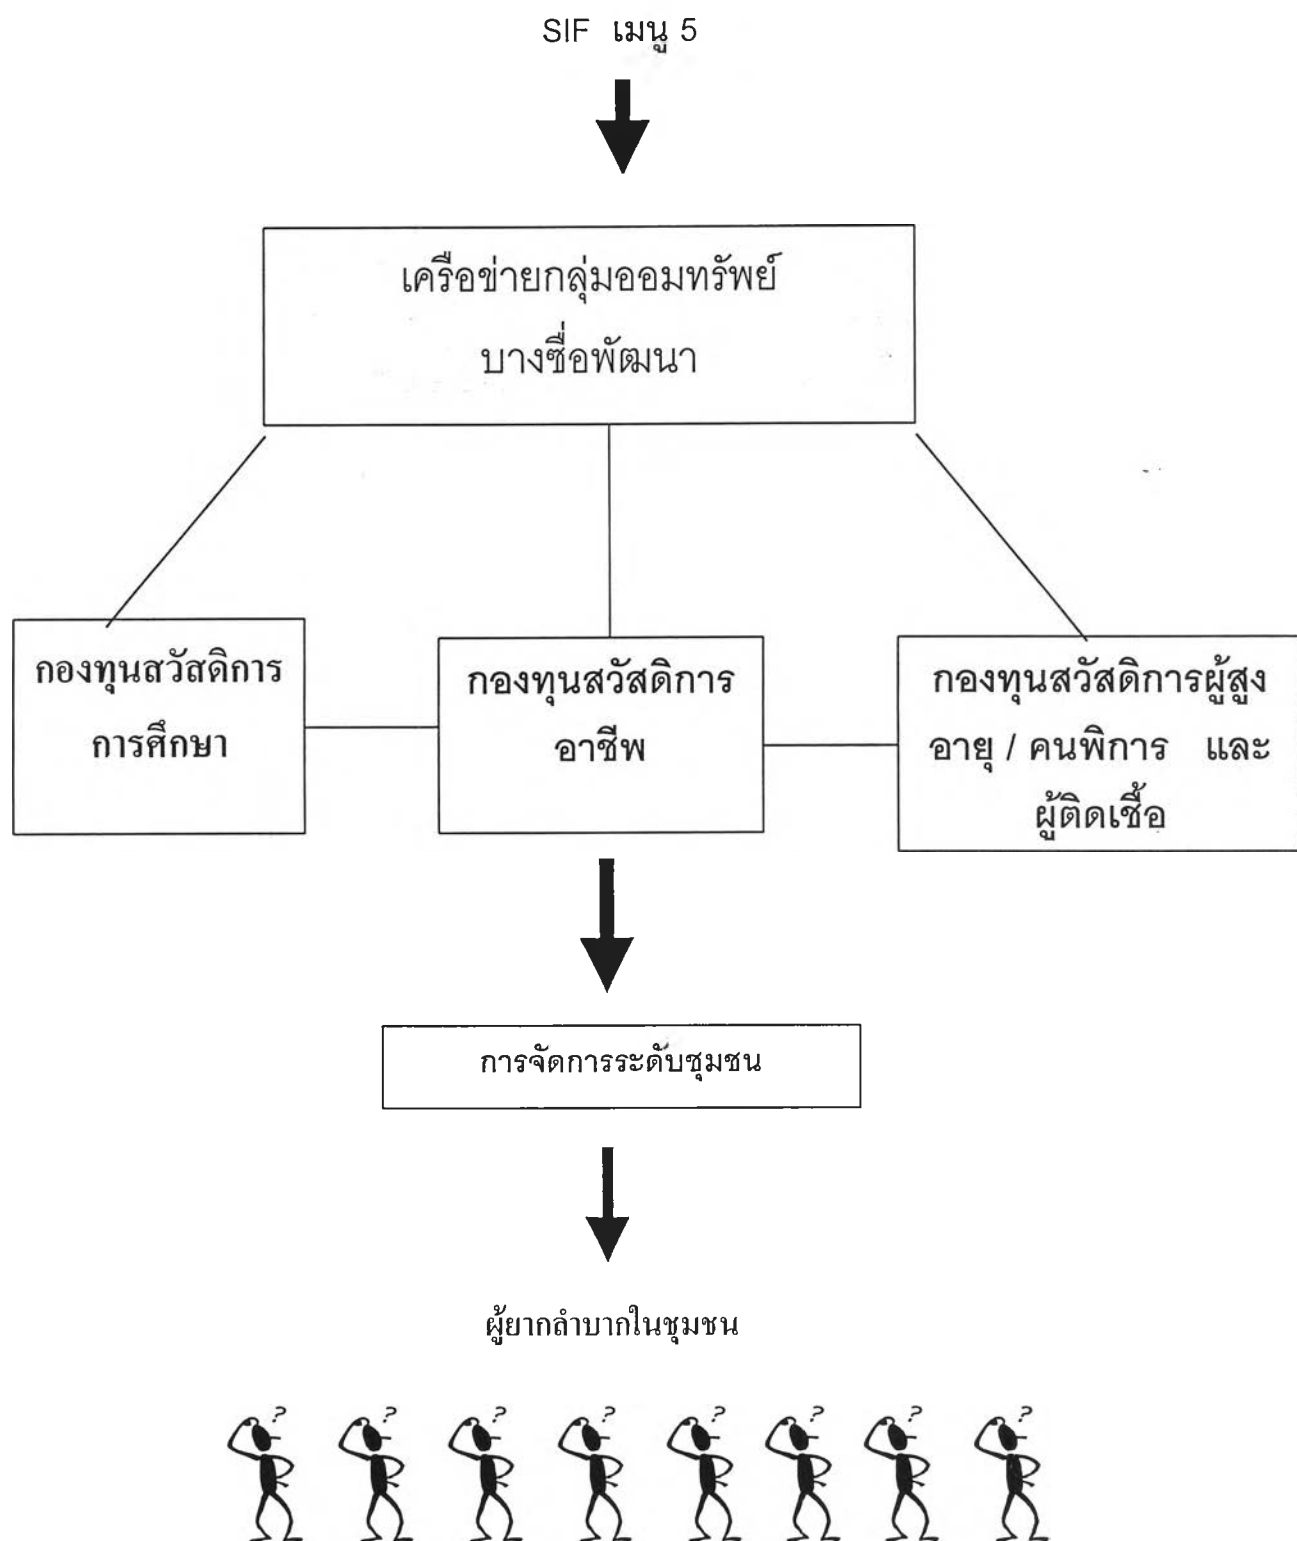 SIF เมนู 5
เครือข่ายกลุ่มออมทรัพย์
บางซื่อพัฒนา
กองทุนสวัสดิการ
การศึกษา
กองทุนสวัสดิการ
อาชีพ
กองทุนสวัสดิการผู้สูง
อายุ / คนพิการ และ
ผู้ติดเชื้อ
การจัดการระดับชุมชน
ผู้ยากลำบากในชุมชน
? ? ? ? ? ? ? ?